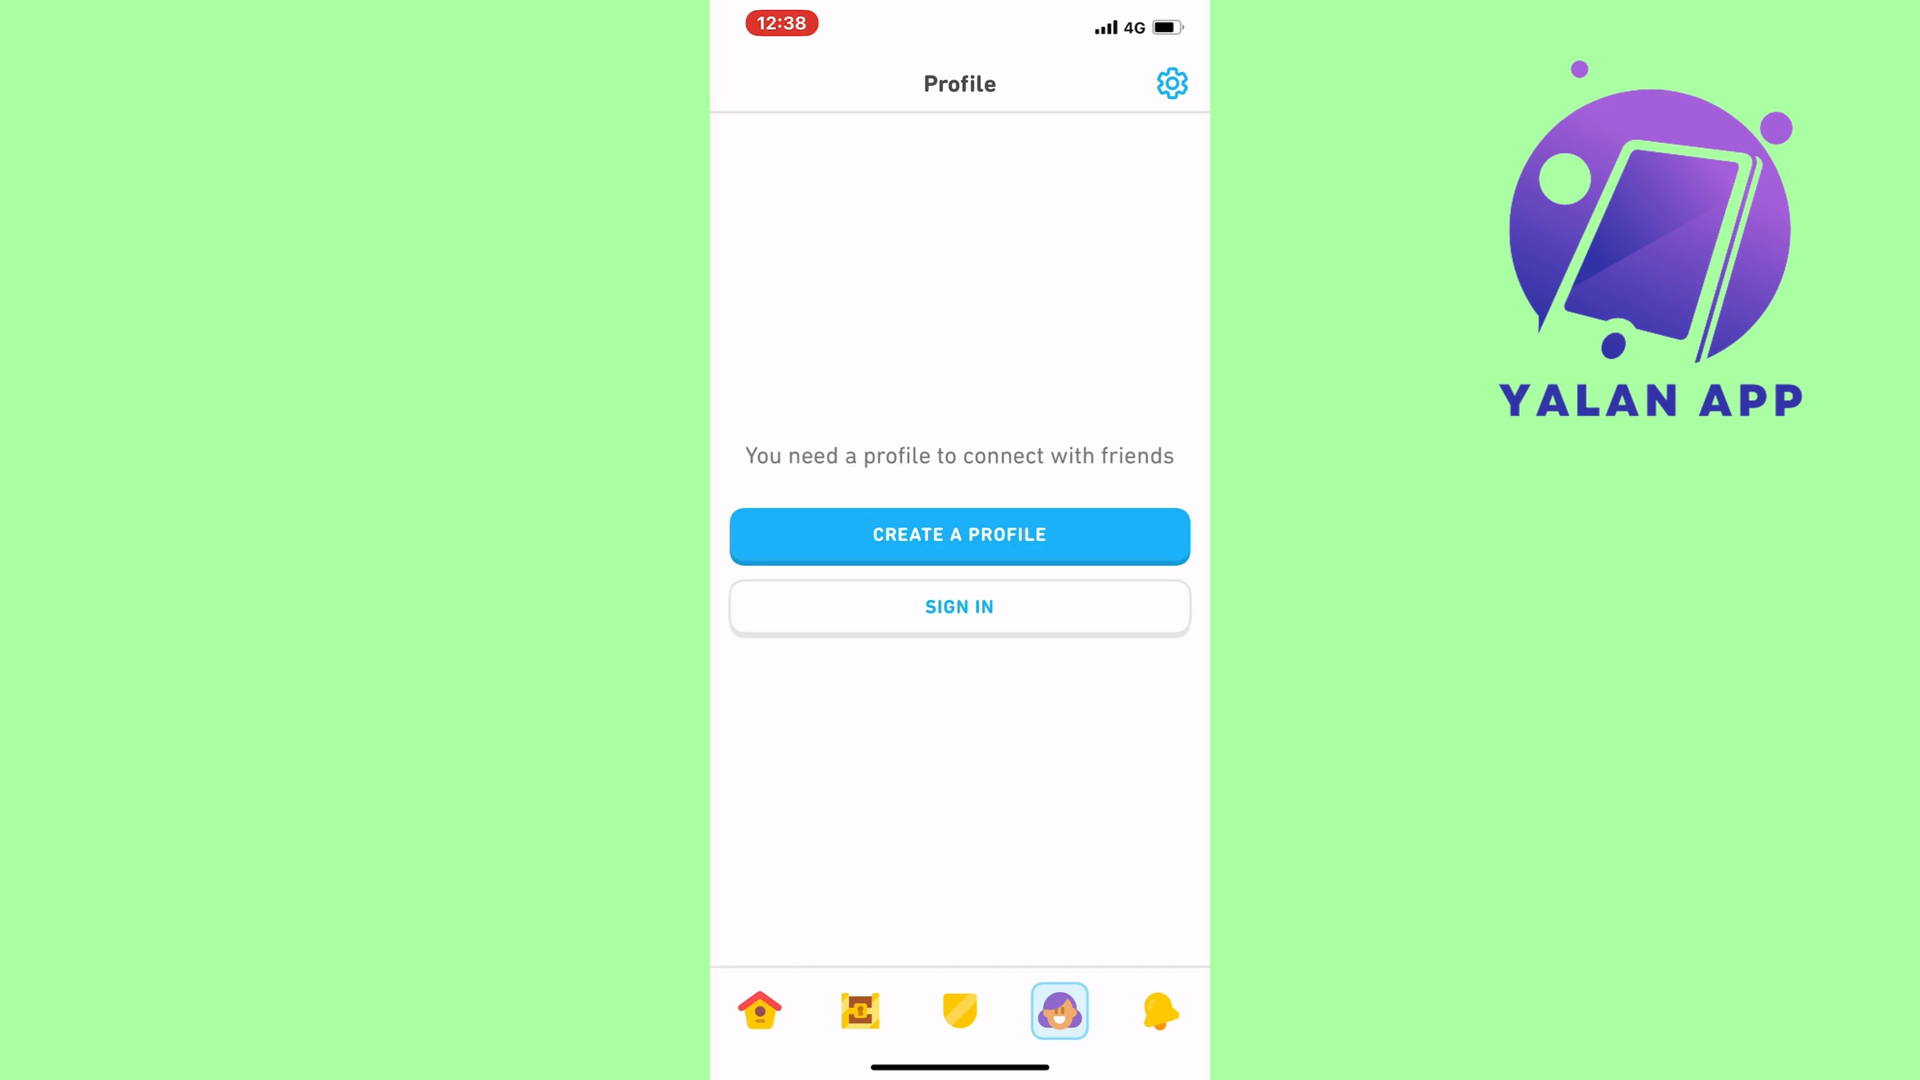 12:38
4G
Profile
You need a profile to connect with friends
CREATE A PROFILE
SIGN IN
YALAN APP